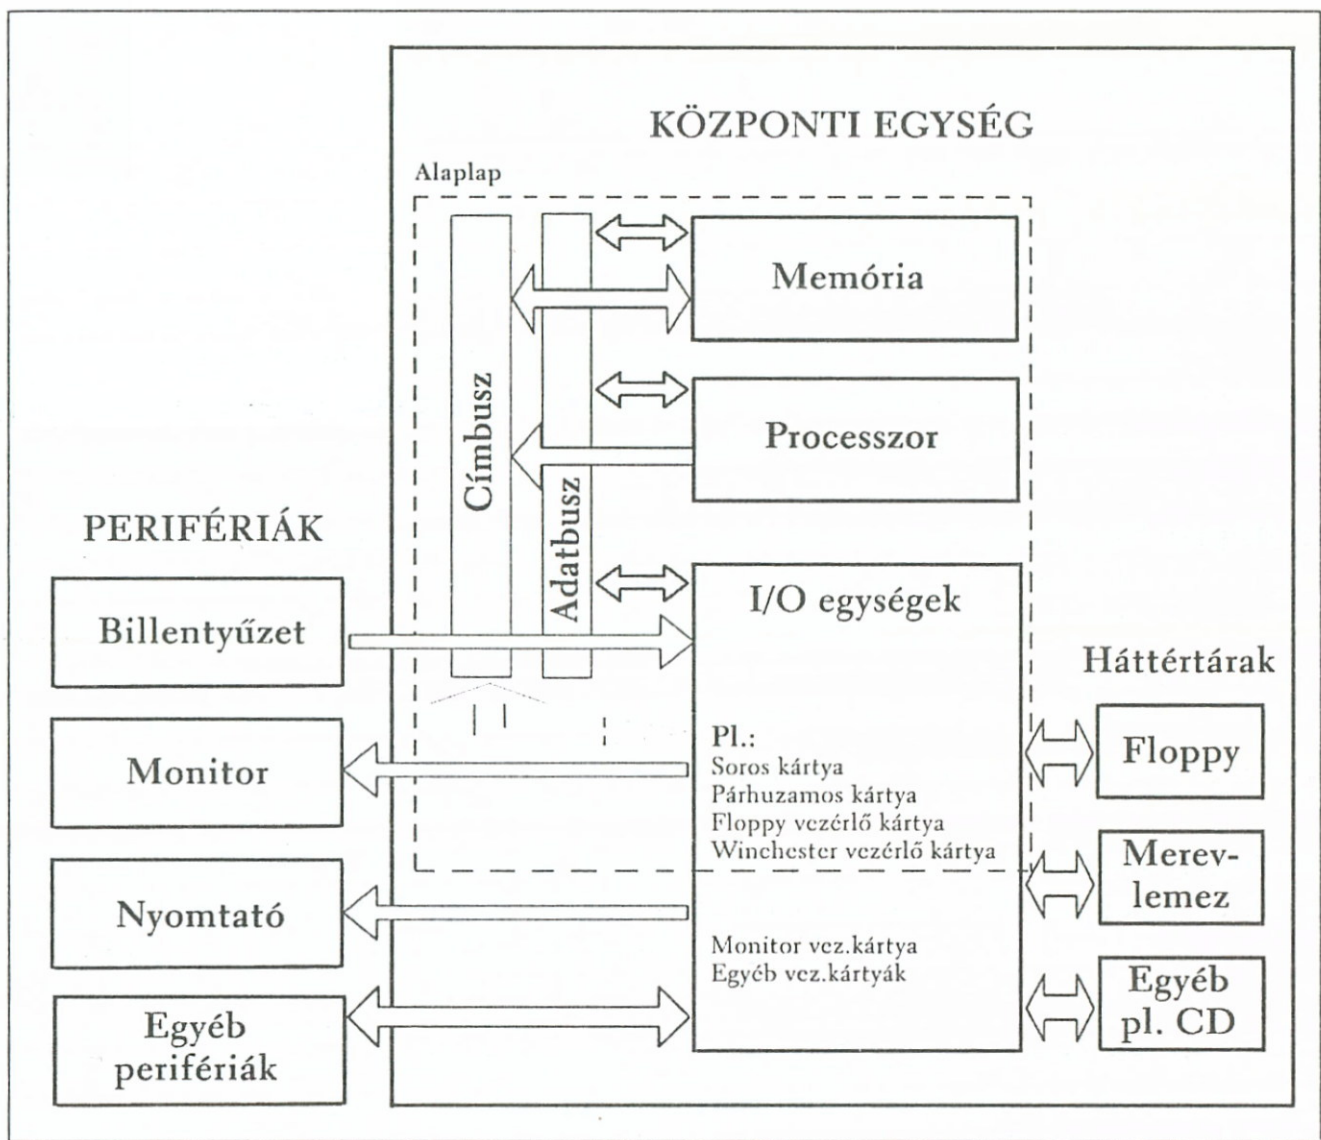 KÖZPONTI EGYSÉG
Alaplap
Címbusz
Adatbusz
Memória
Processzor
PERIFÉRIÁK
Billentyűzet
Monitor
Nyomtató
Egyéb
perifériák
I/O egységek
Pl.:
Soros kártya
Párhuzamos kártya
Floppy vezérlő kártya
Winchester vezérlő kártya
Monitor vez.kártya
Egyéb vez.kártyák
Háttértárak
Floppy
Merev-
lemez
Egyéb
pl. CD